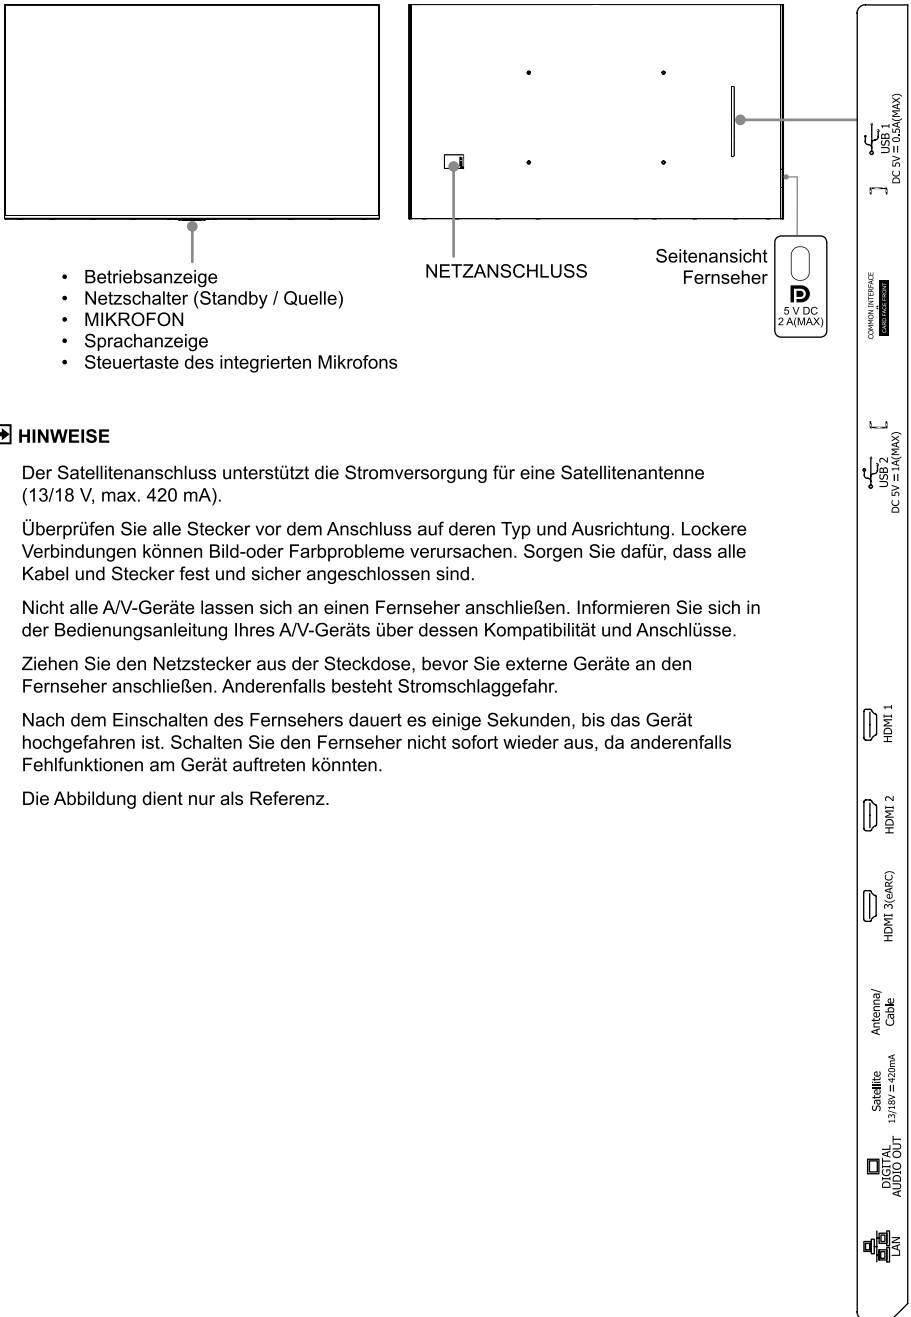 • Betriebsanzeige
• Netzschalter (Standby / Quelle)
• MIKROFON
• Sprachanzeige
• Steuertaste des integrierten Mikrofons
NETZANSCHLUSS
Seitenansicht
Fernseher
5 V DC
2 A(MAX)
HINWEISE
Der Satellitenanschluss unterstützt die Stromversorgung für eine Satellitenantenne
(13/18 V, max. 420 mA).
Überprüfen Sie alle Stecker vor dem Anschluss auf deren Typ und Ausrichtung. Lockere
Verbindungen können Bild-oder Farbprobleme verursachen. Sorgen Sie dafür, dass alle
Kabel und Stecker fest und sicher angeschlossen sind.
Nicht alle A/V-Geräte lassen sich an einen Fernseher anschließen. Informieren Sie sich in
der Bedienungsanleitung Ihres A/V-Geräts über dessen Kompatibilität und Anschlüsse.
Ziehen Sie den Netzstecker aus der Steckdose, bevor Sie externe Geräte an den
Fernseher anschließen. Anderenfalls besteht Stromschlaggefahr.
Nach dem Einschalten des Fernsehers dauert es einige Sekunden, bis das Gerät
hochgefahren ist. Schalten Sie den Fernseher nicht sofort wieder aus, da anderenfalls
Fehlfunktionen am Gerät auftreten könnten.
Die Abbildung dient nur als Referenz.
USB 1
DC 5V ⎓ 0.5A(MAX)
COMMON INTERFACE
CARD FACE FRONT
USB 2
DC 5V ⎓ 1A(MAX)
HDMI 1
HDMI 2
HDMI 3(eARC)
Antenna/
Cable
Satellite
13/18V ⎓ 420mA
DIGITAL
AUDIO OUT
LAN